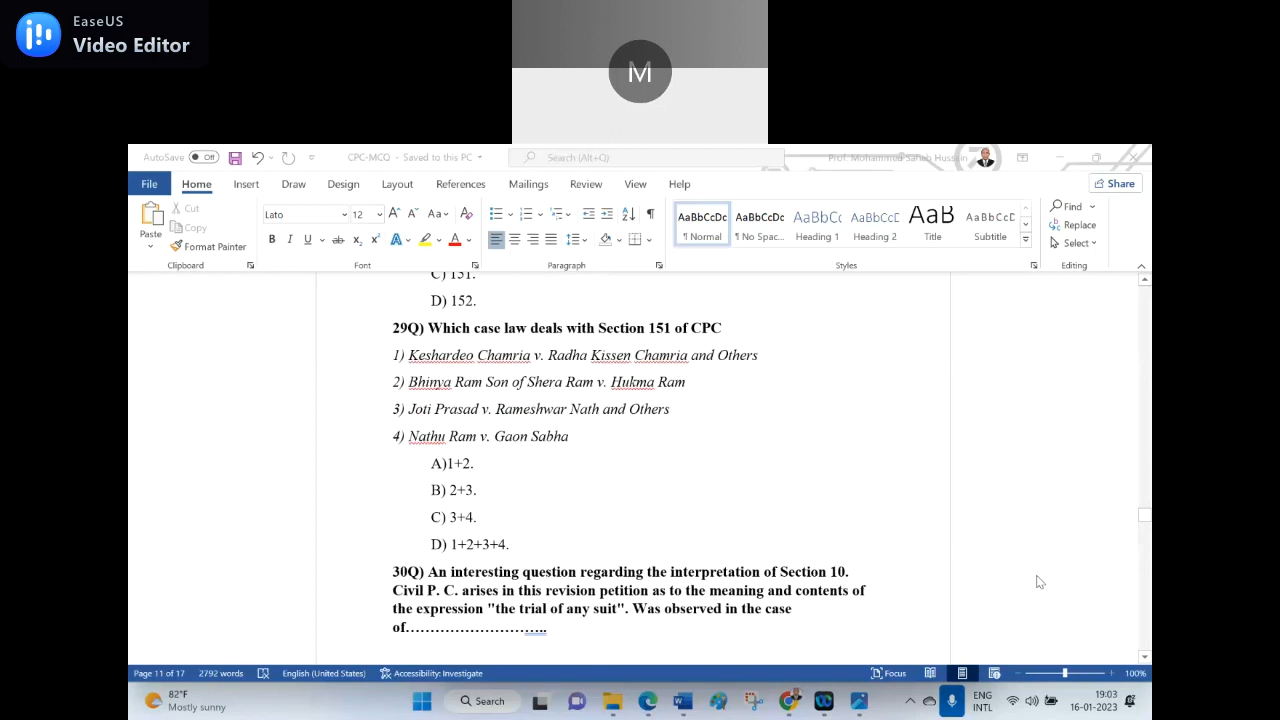 EaseUS
Video Editor
M
AutoSave Off CPC-MCQ - Saved to this PC Search (Alt+Q) Prof. Mohammed Saheb Hussain
File Home Insert Draw Design Layout References Mailings Review View Help Share
Paste Cut Copy Format Painter
Lato 12
AaBbCcDc AaBbCcDc AaBbCc AaBbCcD AaB AaBbCcD
¶ Normal ¶ No Spac... Heading 1 Heading 2 Title Subtitle
Find Replace Select
Clipboard Font Paragraph Styles Editing
C) 151.
D) 152.
29Q) Which case law deals with Section 151 of CPC
1) Keshardeo Chamria v. Radha Kissen Chamria and Others
2) Bhinya Ram Son of Shera Ram v. Hukma Ram
3) Joti Prasad v. Rameshwar Nath and Others
4) Nathu Ram v. Gaon Sabha
A)1+2.
B) 2+3.
C) 3+4.
D) 1+2+3+4.
30Q) An interesting question regarding the interpretation of Section 10.
Civil P. C. arises in this revision petition as to the meaning and contents of
the expression "the trial of any suit". Was observed in the case
of………………………..
Page 11 of 17 2792 words English (United States) Accessibility: Investigate Focus 100%
82°F
Mostly sunny
Search
ENG
INTL
19:03
16-01-2023